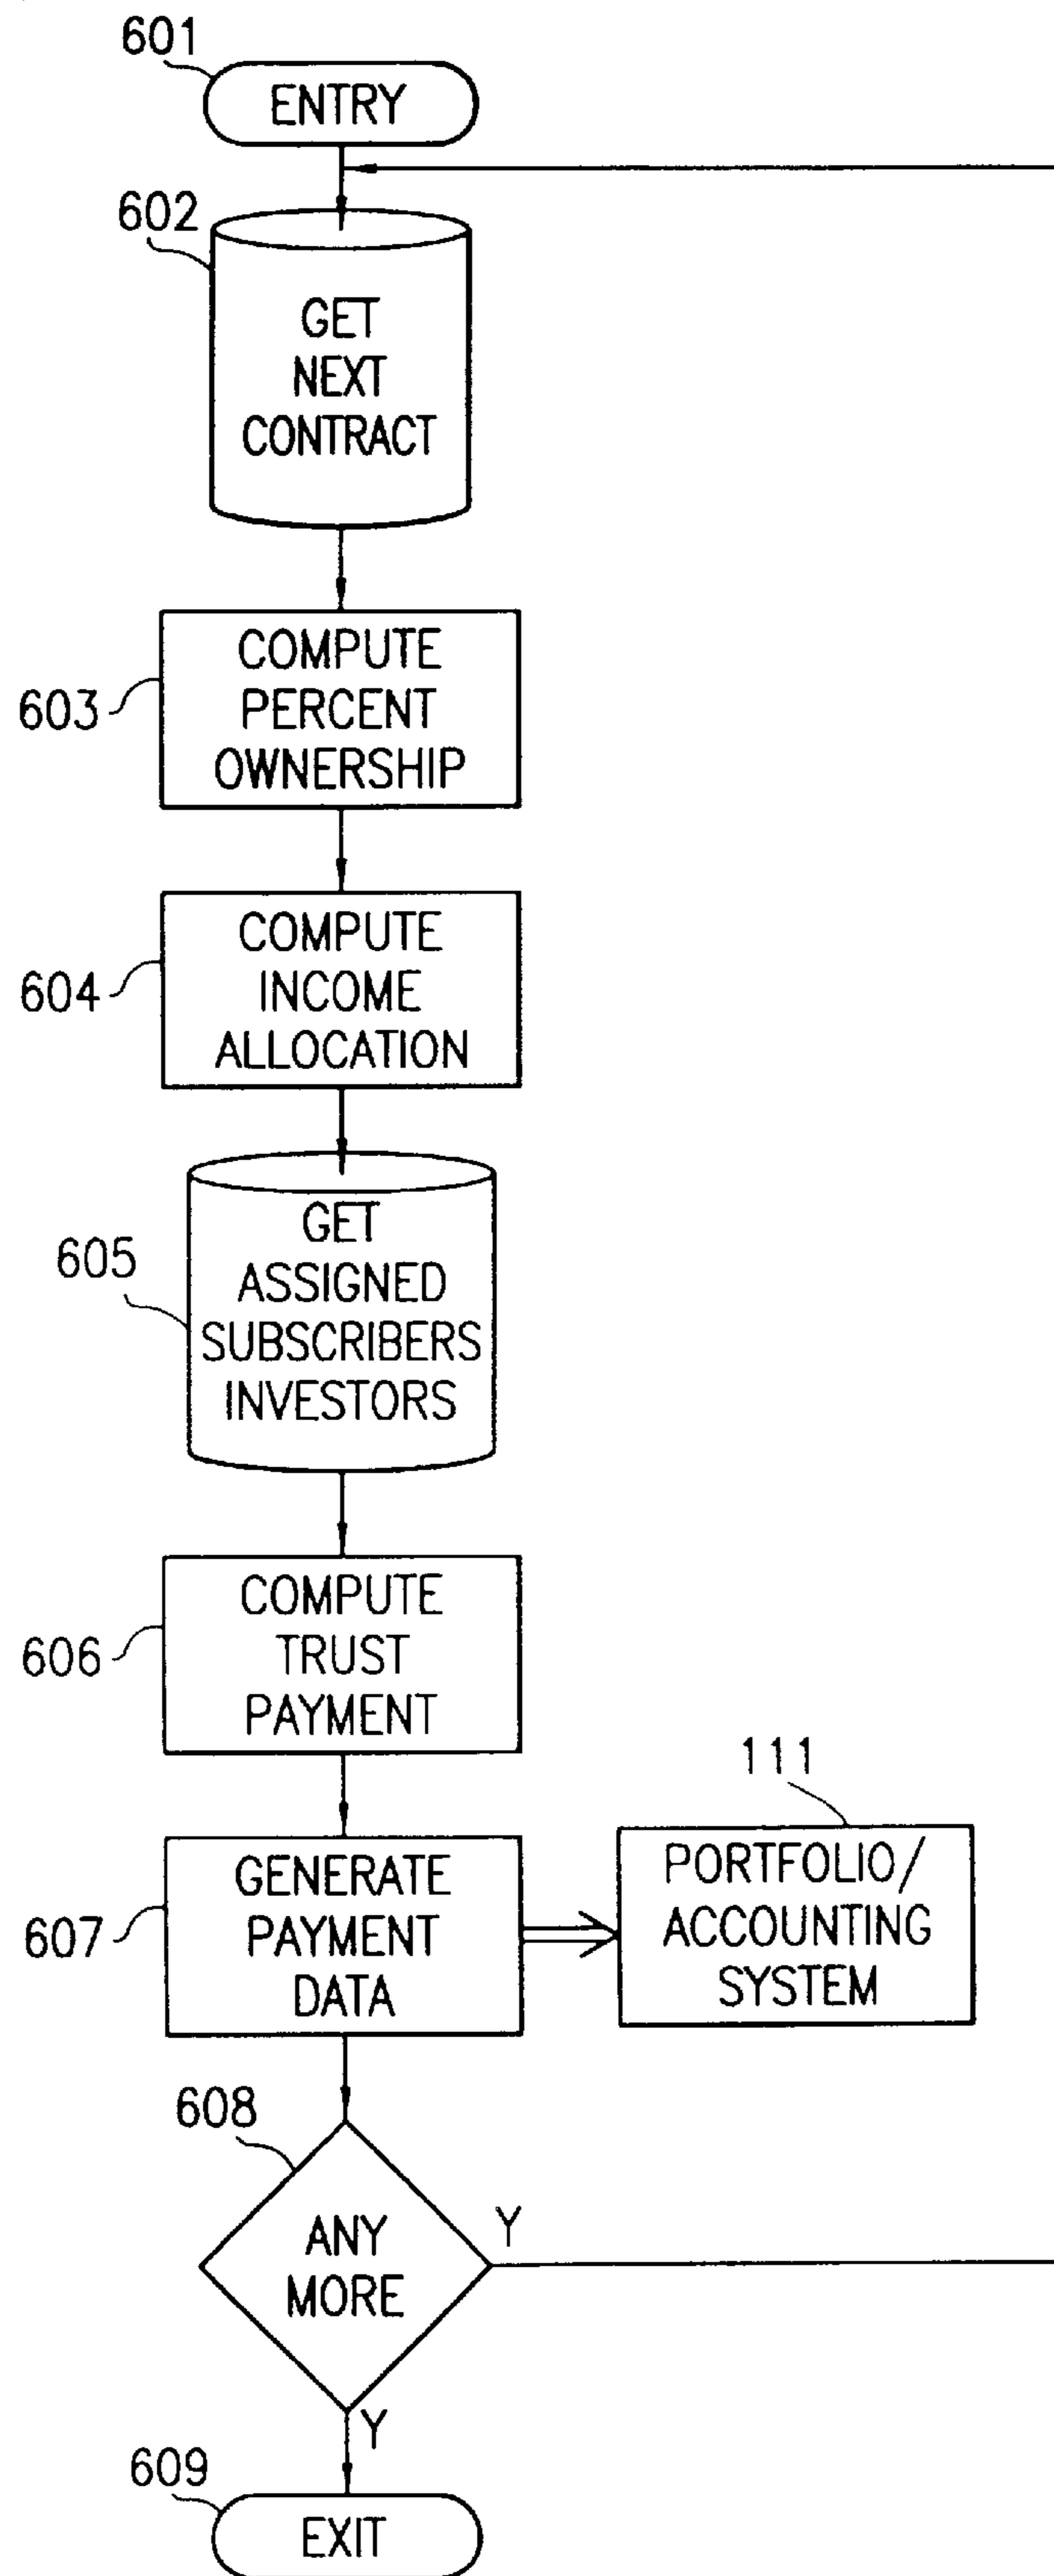 601
ENTRY
602
GET
NEXT
CONTRACT
603
COMPUTE
PERCENT
OWNERSHIP
604
COMPUTE
INCOME
ALLOCATION
605
GET
ASSIGNED
SUBSCRIBERS
INVESTORS
606
COMPUTE
TRUST
PAYMENT
607
GENERATE
PAYMENT
DATA
111
PORTFOLIO/
ACCOUNTING
SYSTEM
608
ANY
MORE
Y
Y
609
EXIT